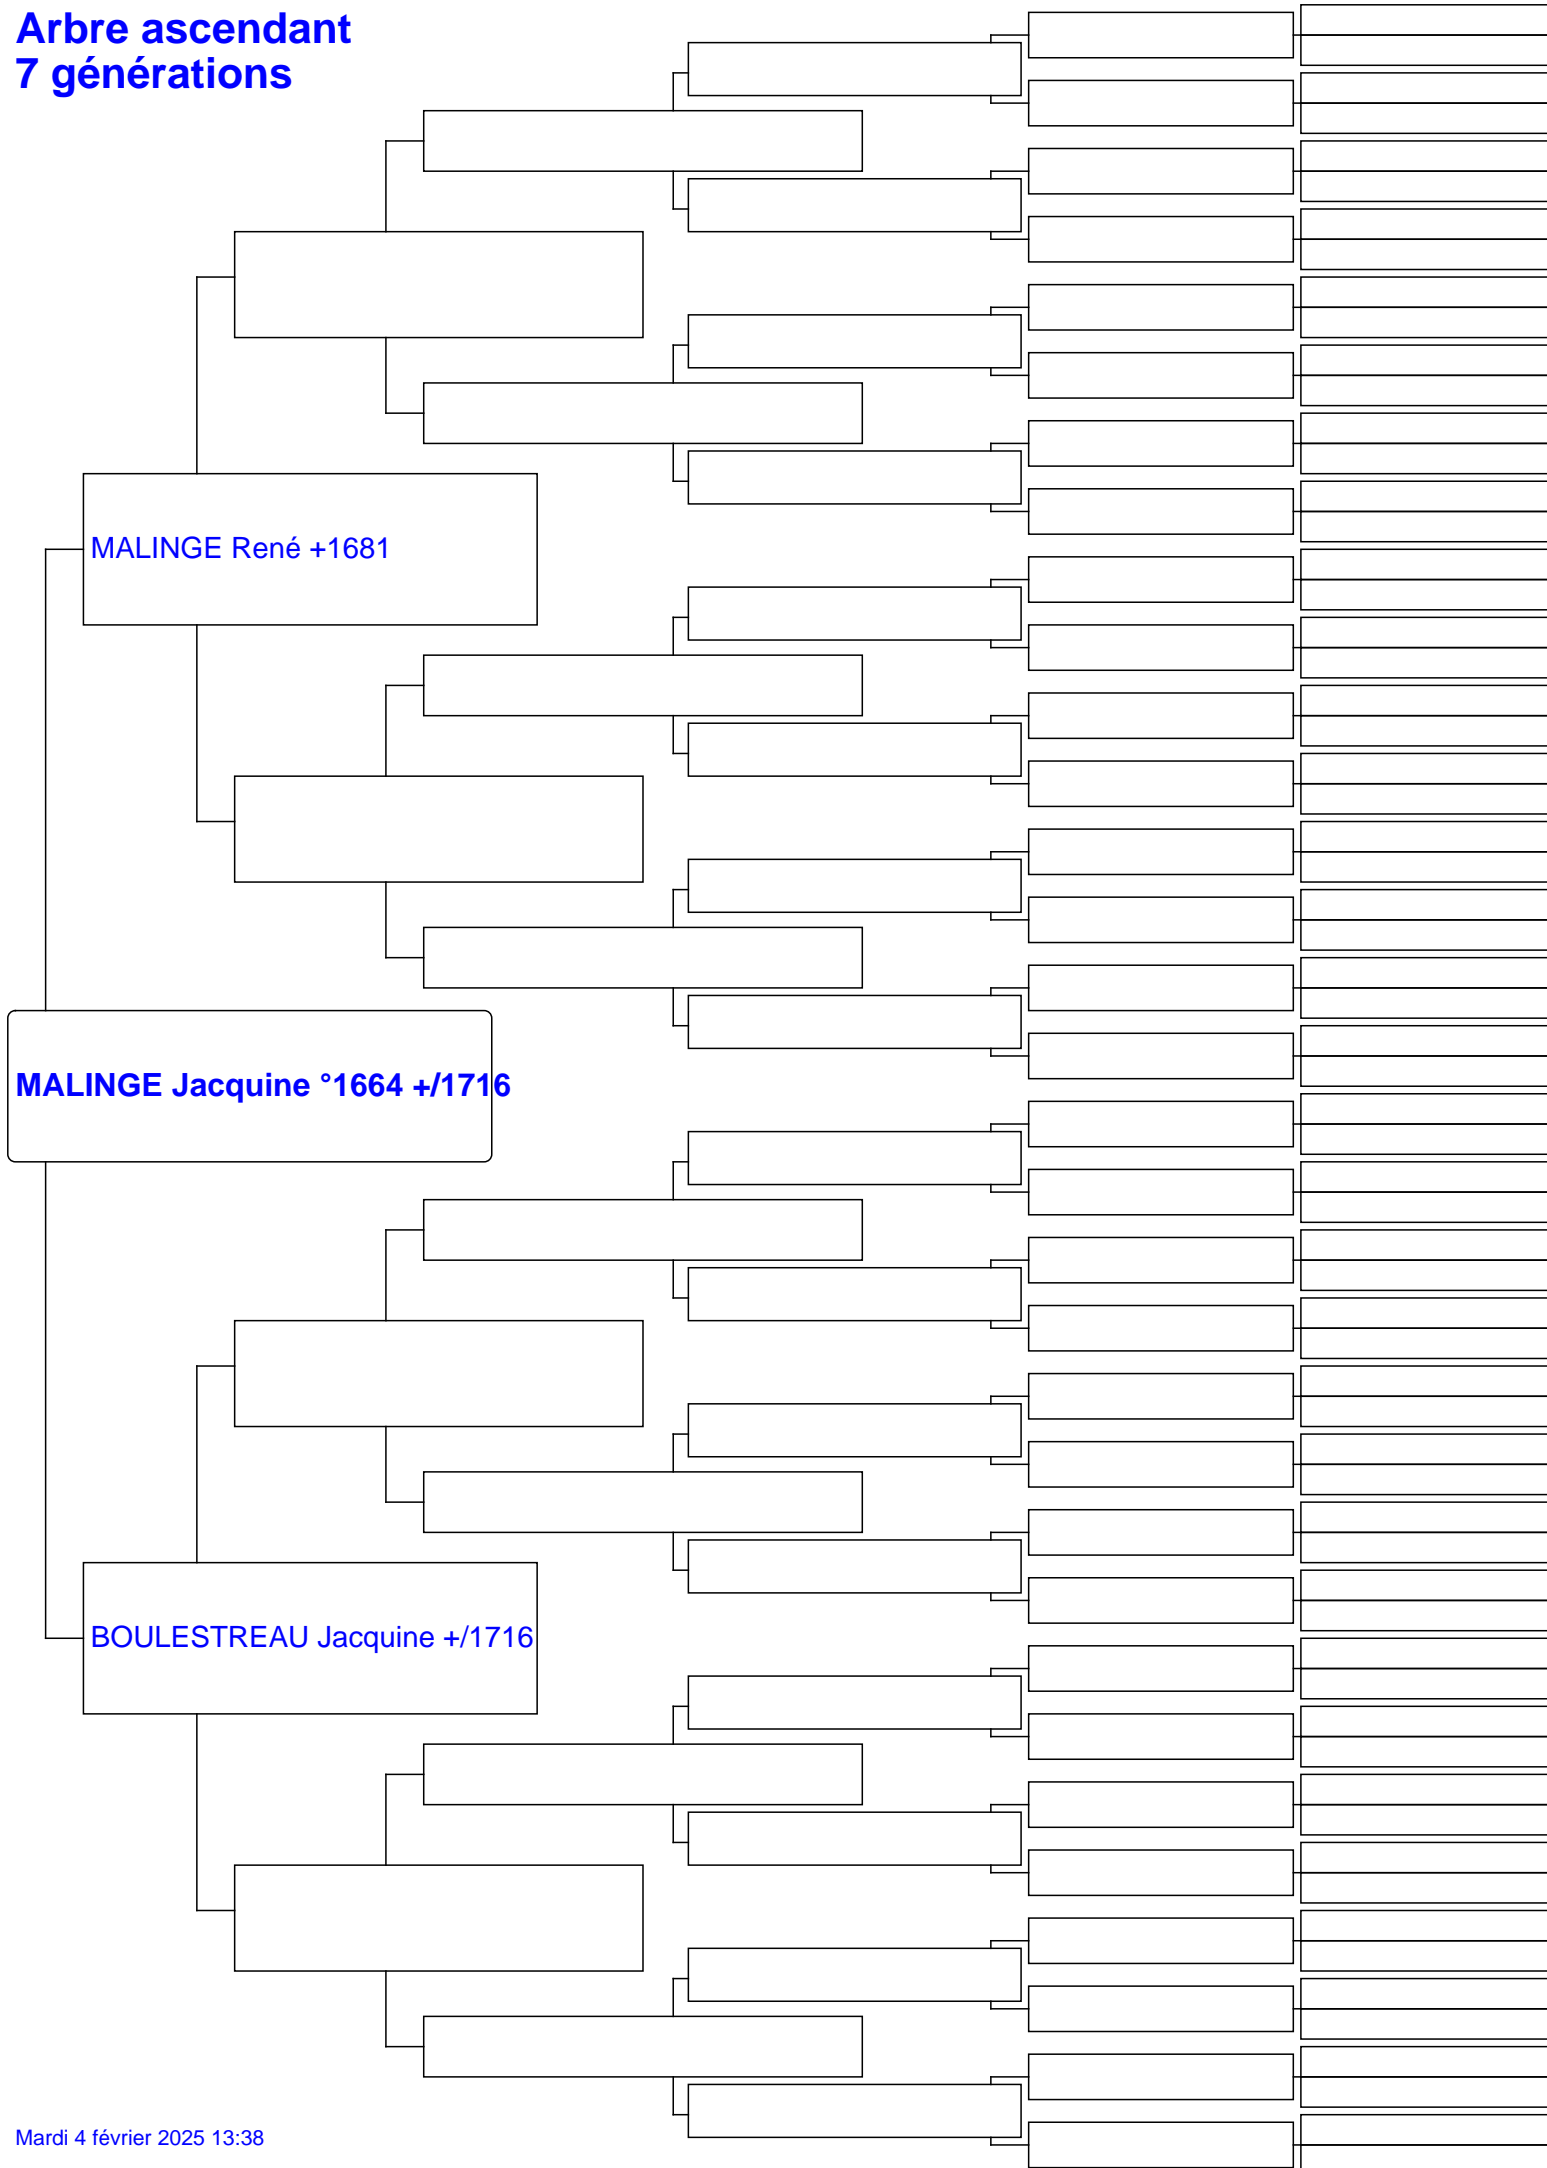 Arbre ascendant
7 générations
MALINGE René +1681
MALINGE Jacquine °1664 +/1716
BOULESTREAU Jacquine +/1716
Mardi 4 février 2025 13:38